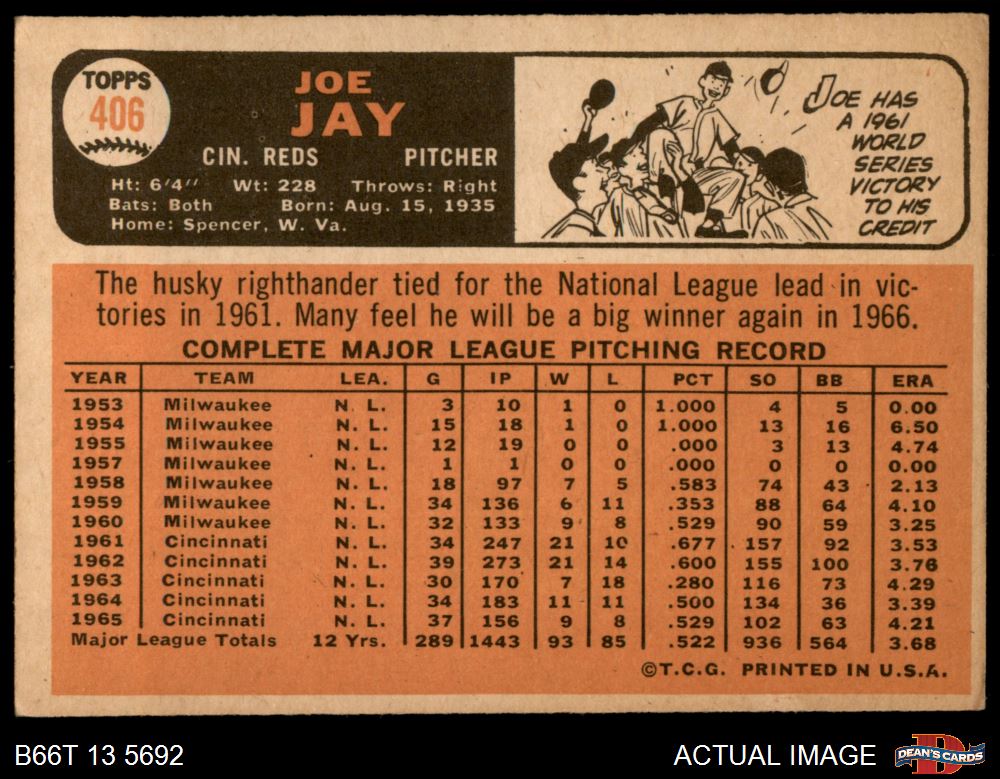 TOPPS
406
JOE
JAY
CIN. REDS PITCHER
Ht: 6'4" Wt: 228 Throws: Right
Bats: Both Born: Aug. 15, 1935
Home: Spencer, W. Va.
JOE HAS
A 1961
WORLD
SERIES
VICTORY
TO HIS
CREDIT
The husky righthander tied for the National League lead in vic-
tories in 1961. Many feel he will be a big winner again in 1966.
COMPLETE MAJOR LEAGUE PITCHING RECORD
YEAR TEAM LEA. G IP W L PCT SO BB ERA
1953 Milwaukee N. L. 3 10 1 0 1.000 4 5 0.00
1954 Milwaukee N. L. 15 18 1 0 1.000 13 16 6.50
1955 Milwaukee N. L. 12 19 0 0 .000 3 13 4.74
1957 Milwaukee N. L. 1 1 0 0 .000 0 0 0.00
1958 Milwaukee N. L. 18 97 7 5 .583 74 43 2.13
1959 Milwaukee N. L. 34 136 6 11 .353 88 64 4.10
1960 Milwaukee N. L. 32 133 9 8 .529 90 59 3.25
1961 Cincinnati N. L. 34 247 21 10 .677 157 92 3.53
1962 Cincinnati N. L. 39 273 21 14 .600 155 100 3.76
1963 Cincinnati N. L. 30 170 7 18 .280 116 73 4.29
1964 Cincinnati N. L. 34 183 11 11 .500 134 36 3.39
1965 Cincinnati N. L. 37 156 9 8 .529 102 63 4.21
Major League Totals 12 Yrs. 289 1443 93 85 .522 936 564 3.68
©T.C.G. PRINTED IN U.S.A.
B66T 13 5692 ACTUAL IMAGE D DEAN'S CARDS